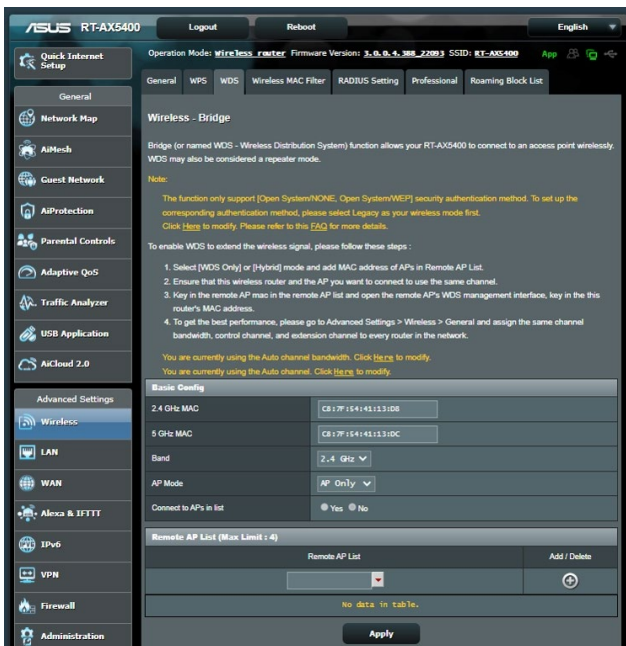 ASUS RT-AX5400 Logout Reboot English
Quick Internet Setup
Operation Mode: Wireless router Firmware Version: 3.0.0.4.388_22093 SSID: RT-AX5400 App
General WPS WDS Wireless MAC Filter RADIUS Setting Professional Roaming Block List
General
Network Map
AiMesh
Guest Network
AiProtection
Parental Controls
Adaptive QoS
Traffic Analyzer
USB Application
AiCloud 2.0
Advanced Settings
Wireless
LAN
WAN
Alexa & IFTTT
IPv6
VPN
Firewall
Administration
Wireless - Bridge
Bridge (or named WDS - Wireless Distribution System) function allows your RT-AX5400 to connect to an access point wirelessly.
WDS may also be considered a repeater mode.
Note:
The function only support [Open System/NONE, Open System/WEP] security authentication method. To set up the
corresponding authentication method, please select Legacy as your wireless mode
first.
Click Here to modify. Please refer to this FAQ for more details.
To enable WDS to extend the wireless signal, please follow these steps :
1. Select [WDS Only] or [Hybrid] mode and add MAC address of APs in Remote AP
List.
2. Ensure that this wireless router and the AP you want to connect to use the same channel.
3. Key in the remote AP mac in the remote AP list and open the remote AP's WDS management interface, key in the this
router's MAC address.
4. To get the best performance, please go to Advanced Settings > Wireless > General and assign the same channel
bandwidth, control channel, and extension channel to every router in the network.
You are currently using the Auto channel bandwidth. Click Here to modify.
You are currently using the Auto channel. Click Here to modify.
Basic Config
2.4 GHz MAC C8:7F:54:41:13:D8
5 GHz MAC C8:7F:54:41:13:DC
Band 2.4 GHz
AP Mode AP Only
Connect to APs in list Yes No
Remote AP List (Max Limit : 4)
Remote AP List Add / Delete
No data in table.
Apply